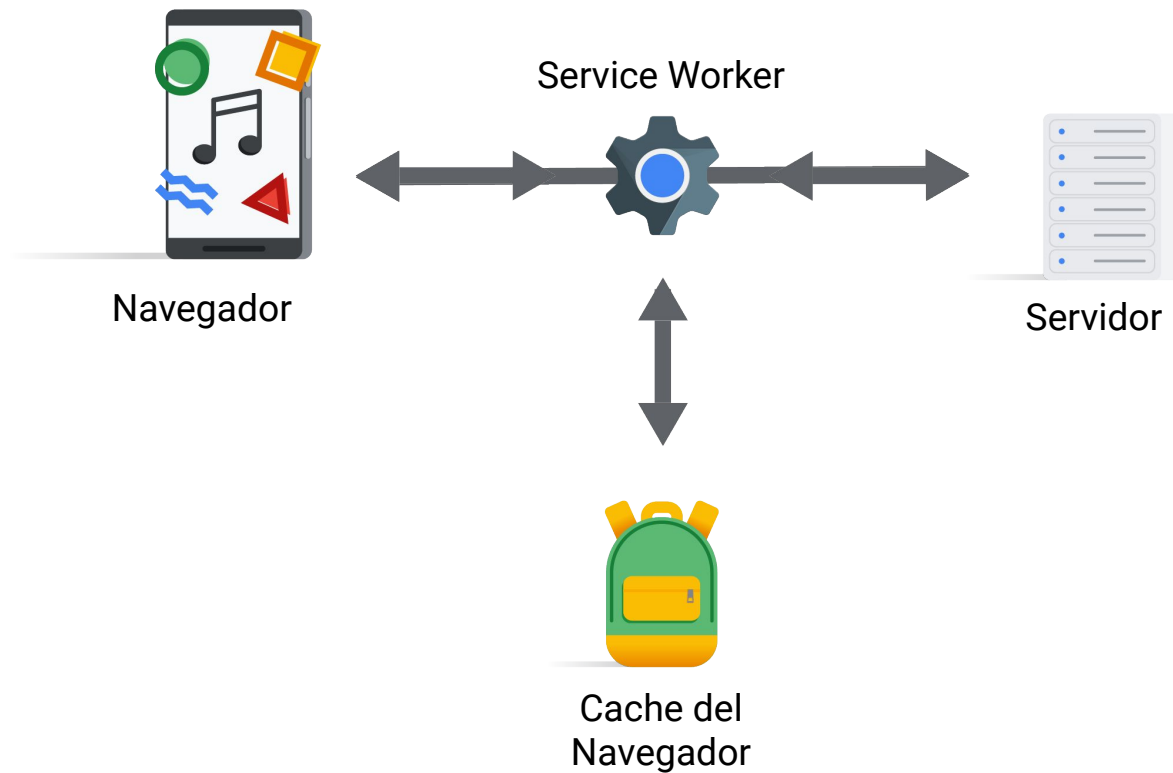 Service Worker
Navegador
Servidor
Cache del
Navegador